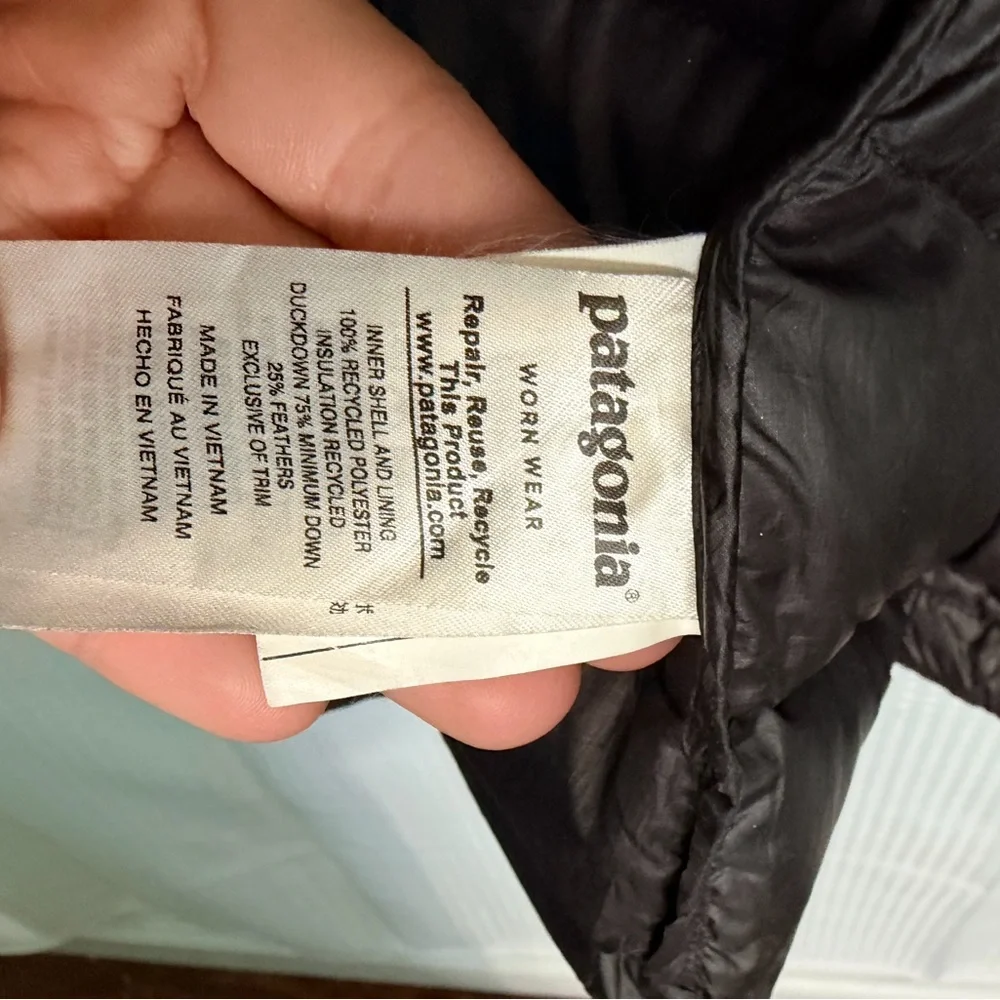 patagonia®
WORN WEAR
Repair, Reuse, Recycle
This Product
www.patagonia.com
INNER SHELL AND LINING
100% RECYCLED POLYESTER
INSULATION RECYCLED
DUCKDOWN 75% MINIMUM DOWN
25% FEATHERS
EXCLUSIVE OF TRIM
MADE IN VIETNAM
FABRIQUÉ AU VIETNAM
HECHO EN VIETNAM